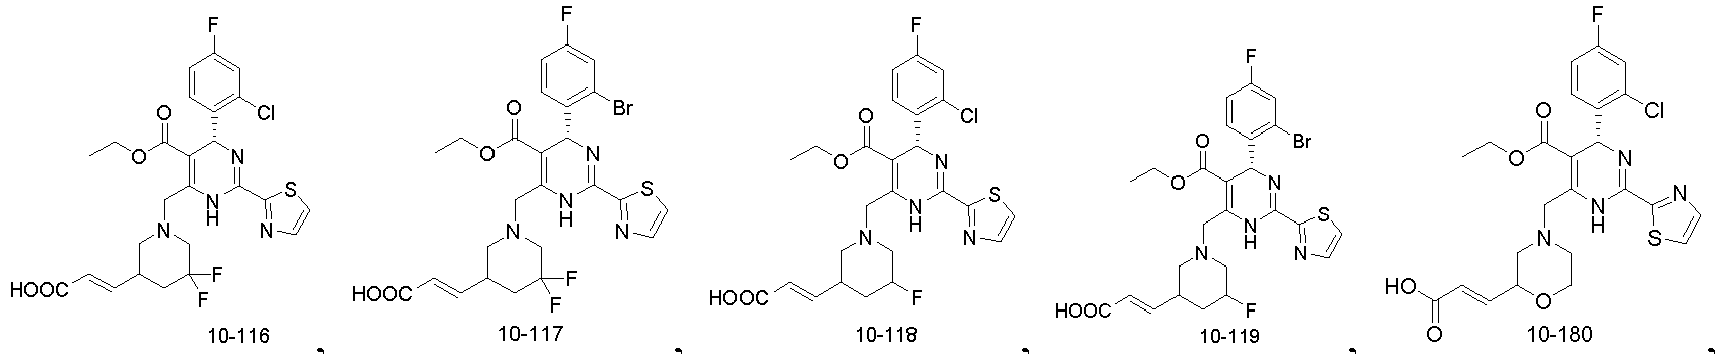 F
Cl
O
O
N
S
N
H
N
N
F
HOOC
F
10-116 ,
F
Br
O
O
N
S
N
H
N
N
F
HOOC
F
10-117 ,
F
Cl
O
O
N
S
N
H
N
N
HOOC
F
10-118 ,
F
Br
O
O
N
S
N
H
N
N
HOOC
F
10-119 ,
F
Cl
O
O
N
N
N
H
S
N
HO
O
O
10-180 ,